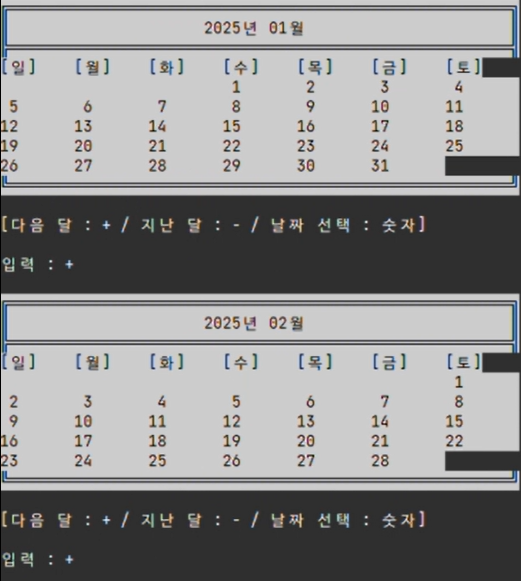 2025년 01월
[일] [월] [화] [수] [목] [금] [토]
1 2 3 4
5 6 7 8 9 10 11
12 13 14 15 16 17 18
19 20 21 22 23 24 25
26 27 28 29 30 31
[다음 달 : + / 지난 달 : - / 날짜 선택 : 숫자]
입력 : +
2025년 02월
[일] [월] [화] [수] [목] [금] [토]
1
2 3 4 5 6 7 8
9 10 11 12 13 14 15
16 17 18 19 20 21 22
23 24 25 26 27 28
[다음 달 : + / 지난 달 : - / 날짜 선택 : 숫자]
입력 : +